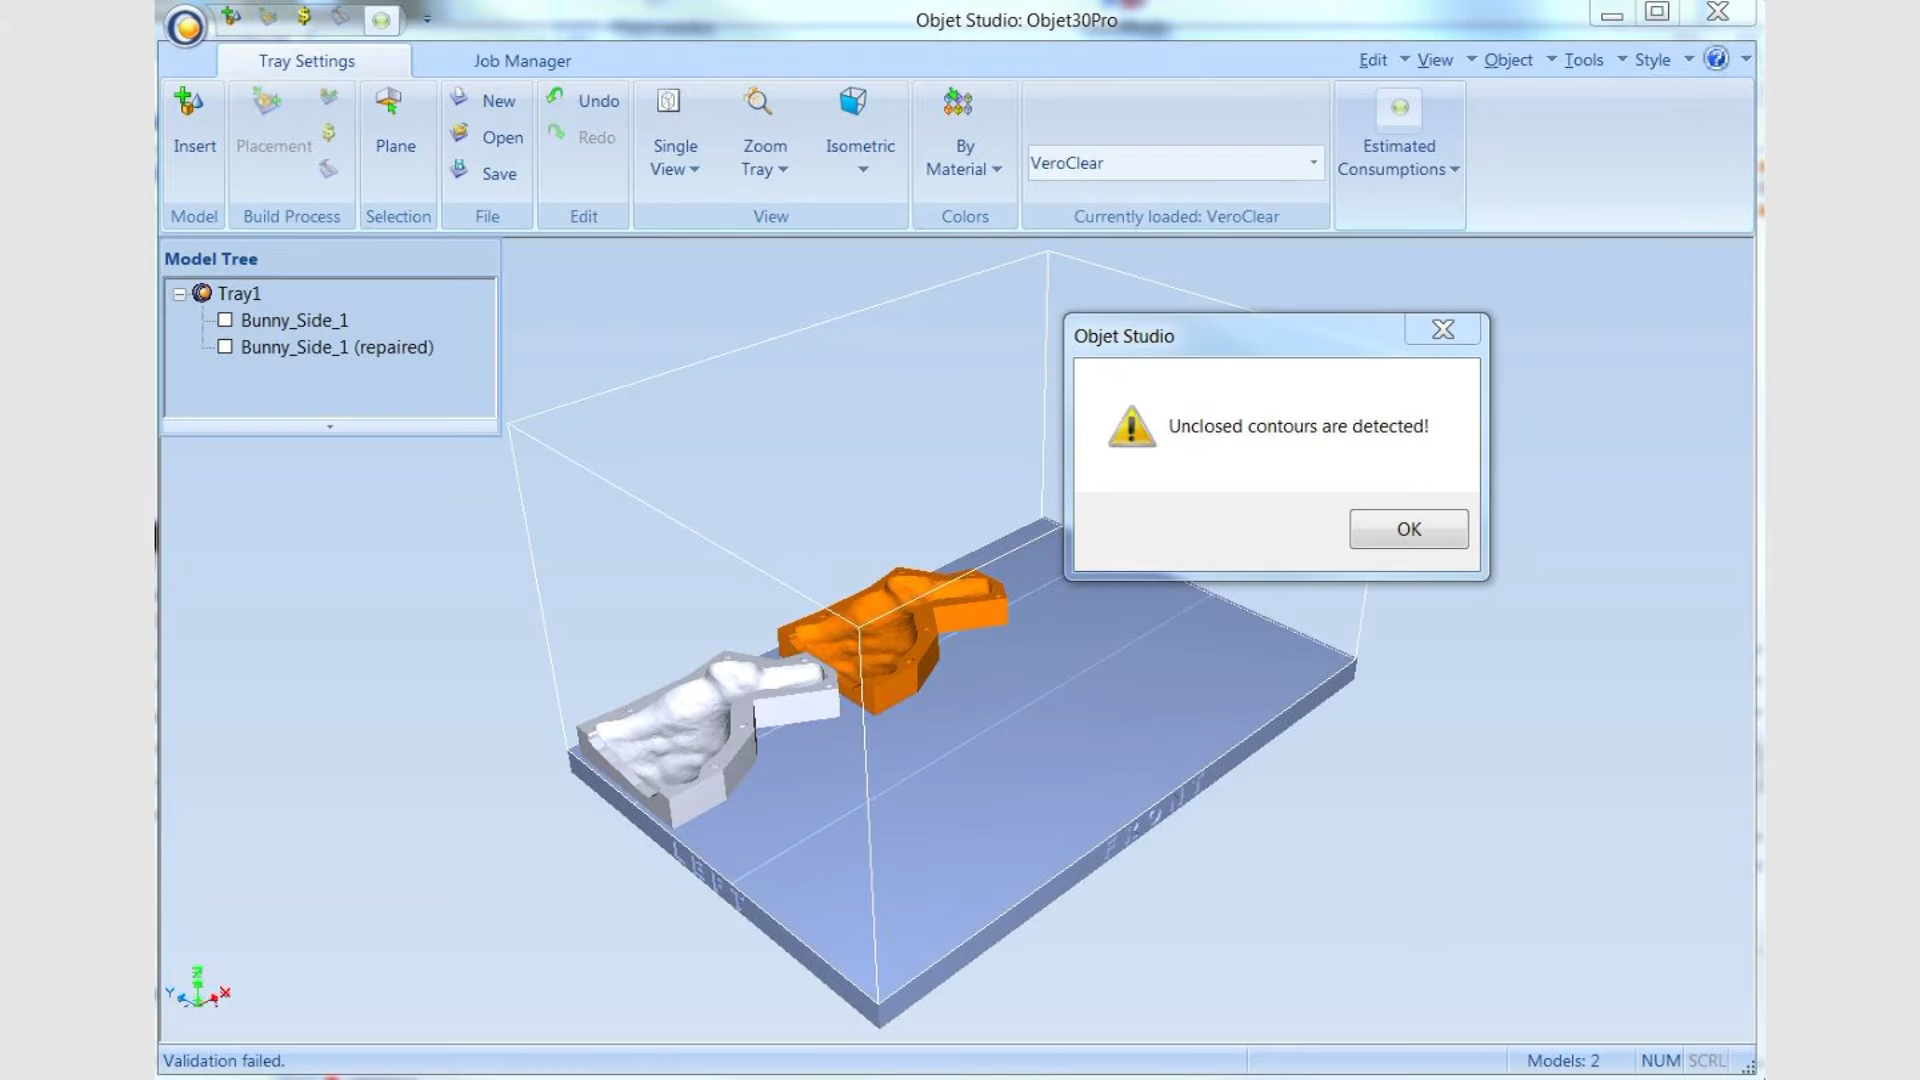 Objet Studio: Objet30Pro
Tray Settings
Job Manager
Edit
View
Object
Tools
Style
Insert
Placement
Plane
New
Open
Save
Undo
Redo
Single
View
Zoom
Tray
Isometric
By
Material
VeroClear
Estimated
Consumptions
Model
Build Process
Selection
File
Edit
View
Colors
Currently loaded: VeroClear
Model Tree
Tray1
Bunny_Side_1
Bunny_Side_1 (repaired)
Objet Studio
Unclosed contours are detected!
OK
LEFT
FRONT
Z
Y
X
Validation failed.
Models: 2
NUM
SCRL